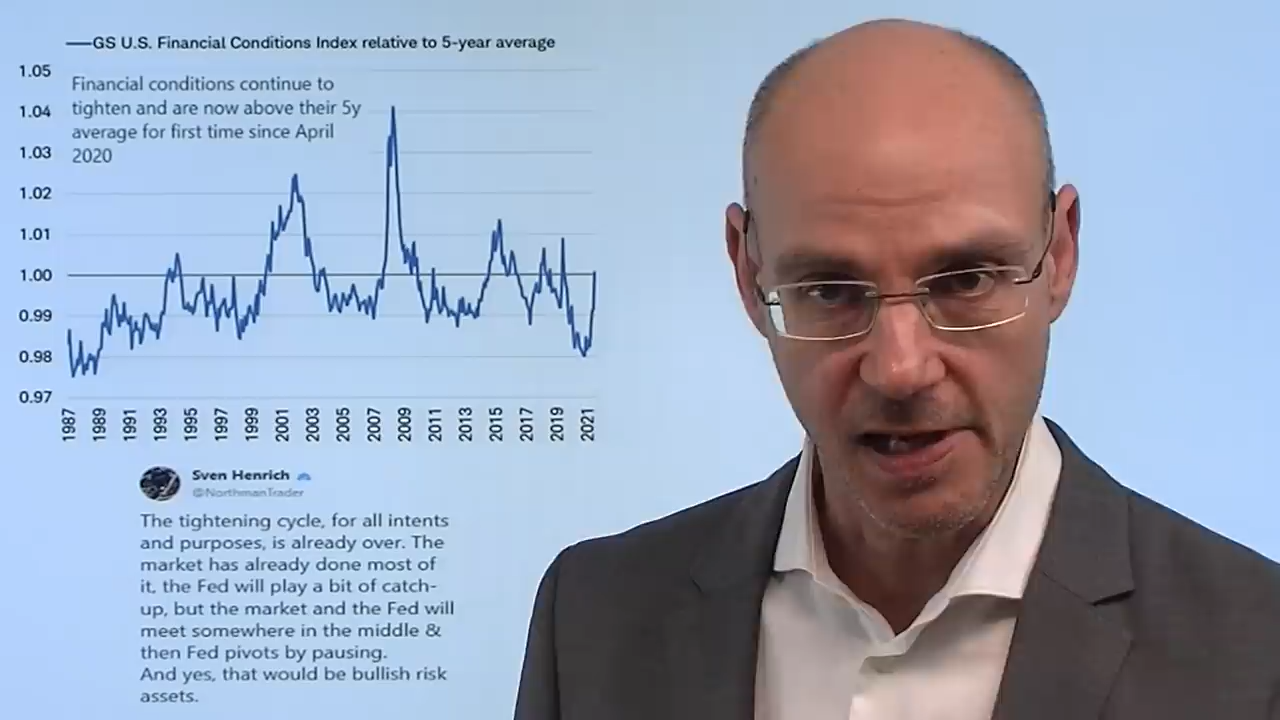 GS U.S. Financial Conditions Index relative to 5-year average
1.05
Financial conditions continue to
tighten and are now above their 5y
average for first time since April
2020
1.04
1.03
1.02
1.01
1.00
0.99
0.98
0.97
1987
1989
1991
1993
1995
1997
1999
2001
2003
2005
2007
2009
2011
2013
2015
2017
2019
2021
Sven Henrich
@NorthmanTrader
The tightening cycle, for all intents
and purposes, is already over. The
market has already done most of
it, the Fed will play a bit of catch-
up, but the market and the Fed will
meet somewhere in the middle &
then Fed pivots by pausing.
And yes, that would be bullish risk
assets.